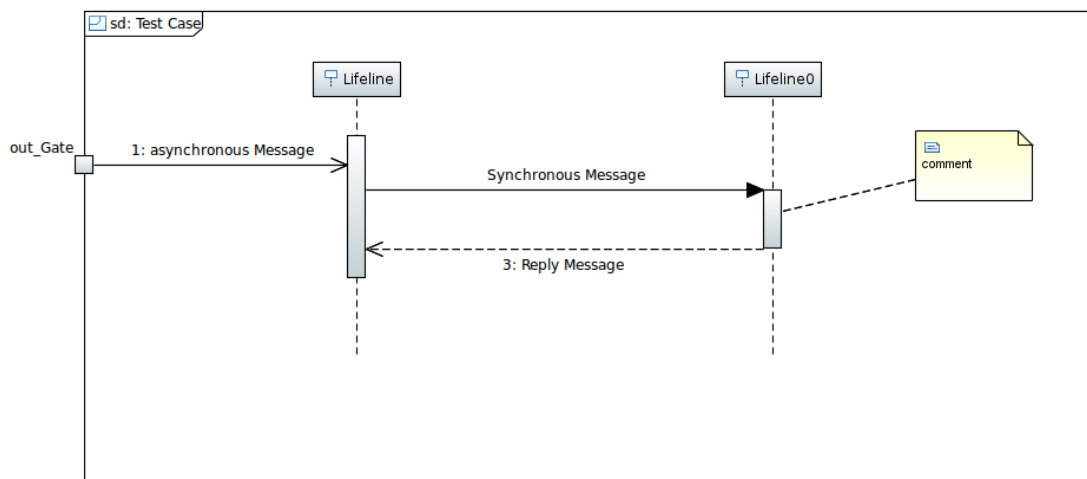 sd: Test Case
Lifeline
Lifeline0
out_Gate
1: asynchronous Message
comment
Synchronous Message
3: Reply Message